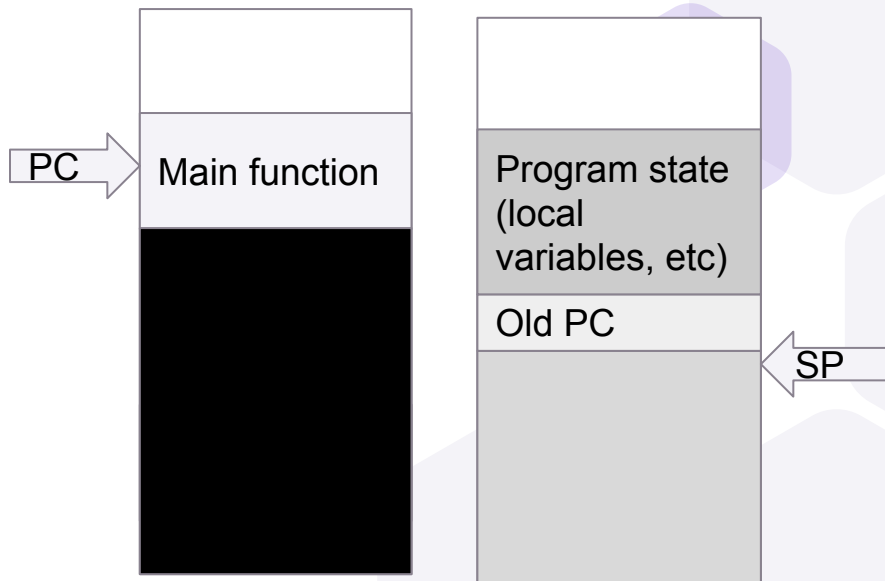 PC
Main function
Program state
(local
variables, etc)
Old PC
SP